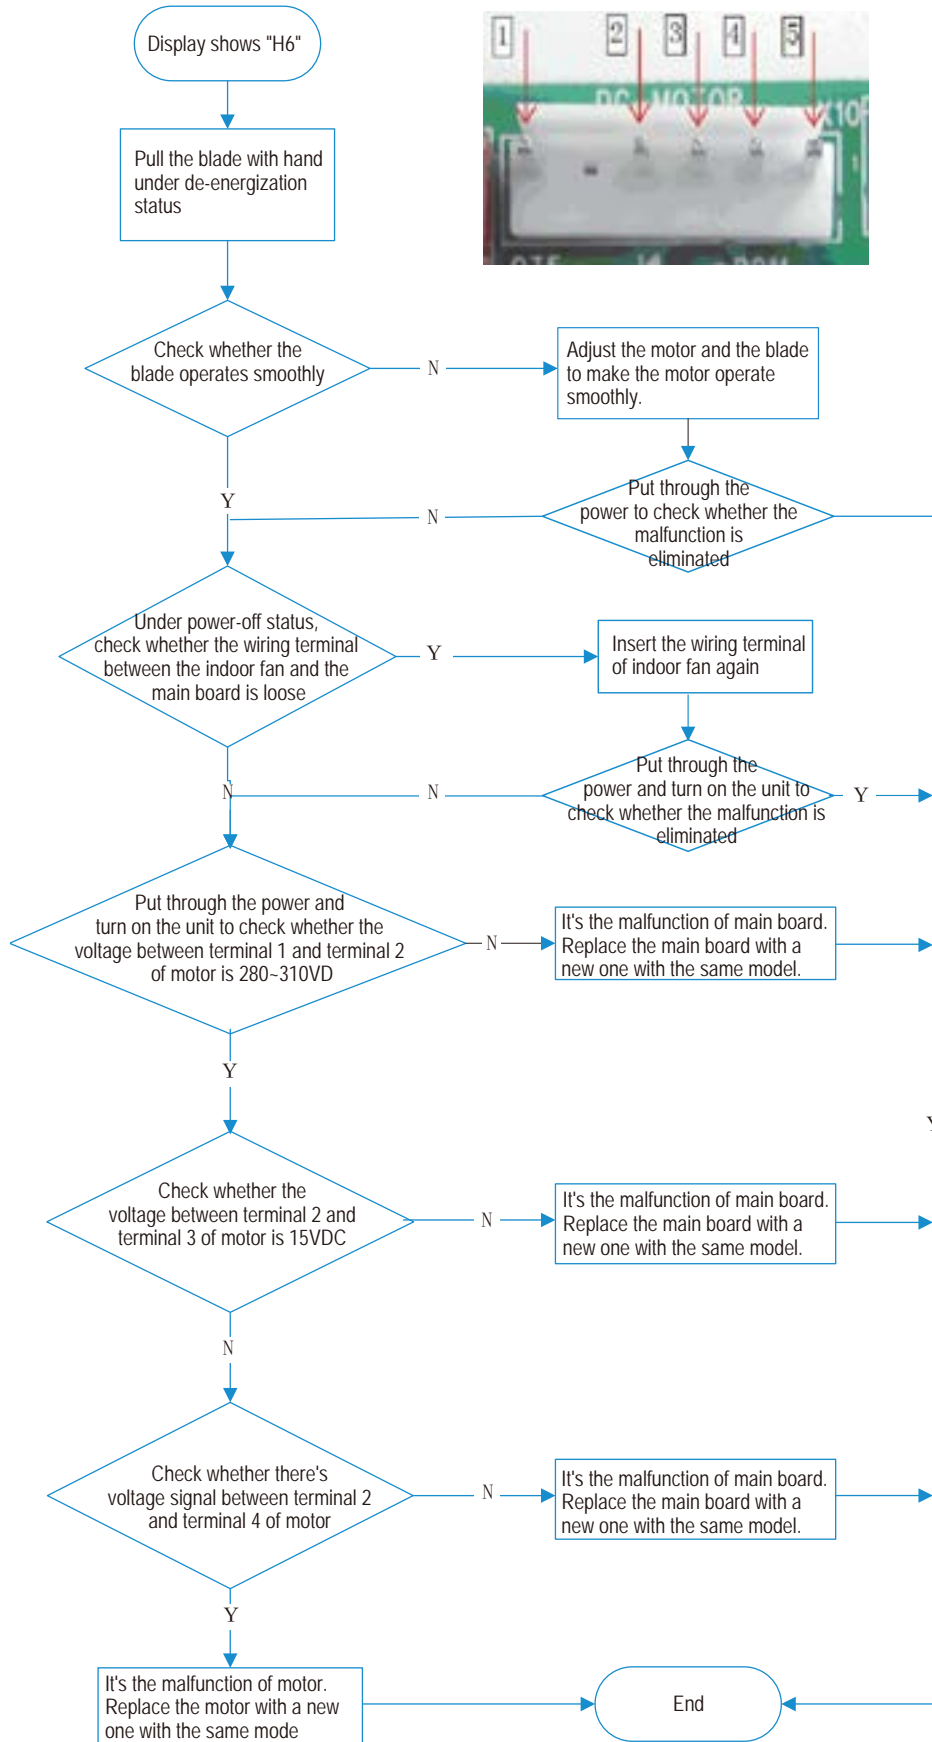 Display shows "H6"
1 2 3 4 5
DC MOTOR
X10
Pull the blade with hand
under de-energization
status
Check whether the
blade operates smoothly
N
Adjust the motor and the blade
to make the motor operate
smoothly.
Y
N
Put through the
power to check whether the
malfunction is
eliminated
Under power-off status,
check whether the wiring terminal
between the indoor fan and the
main board is loose
Y
Insert the wiring terminal
of indoor fan again
N
N
Put through the
power and turn on the unit to
check whether the malfunction is
eliminated
Y
Put through the power and
turn on the unit to check whether the
voltage between terminal 1 and terminal 2
of motor is 280~310VD
N
It's the malfunction of main board.
Replace the main board with a
new one with the same model.
Y
Y
Check whether the
voltage between terminal 2 and
terminal 3 of motor is 15VDC
N
It's the malfunction of main board.
Replace the main board with a
new one with the same model.
N
Check whether there's
voltage signal between terminal 2
and terminal 4 of motor
N
It's the malfunction of main board.
Replace the main board with a
new one with the same model.
Y
It's the malfunction of motor.
Replace the motor with a new
one with the same mode
End